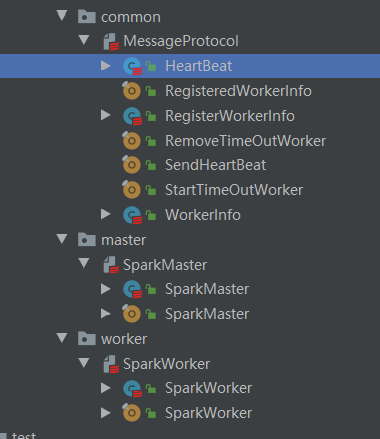 common
MessageProtocol
HeartBeat
RegisteredWorkerInfo
RegisterWorkerInfo
RemoveTimeOutWorker
SendHeartBeat
StartTimeOutWorker
WorkerInfo
master
SparkMaster
SparkMaster
SparkMaster
worker
SparkWorker
SparkWorker
SparkWorker
test